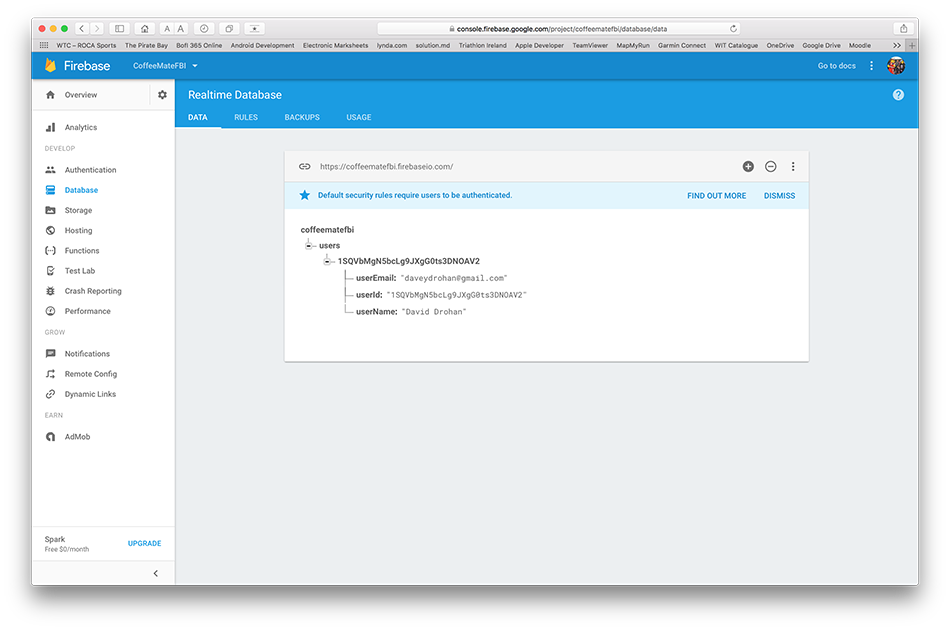 console.firebase.google.com/project/coffeematefbi/database/data
WTC – ROCA Sports The Pirate Bay Bofl 365 Online Android Development Electronic Marksheets lynda.com solution.md Triathlon Ireland Apple Developer TeamViewer MapMyRun Garmin Connect WIT Catalogue OneDrive Google Drive Moodle
Firebase CoffeeMateFBI Go to docs
Overview
Realtime Database
DATA RULES BACKUPS USAGE
Analytics
DEVELOP
Authentication
Database
Storage
Hosting
Functions
Test Lab
Crash Reporting
Performance
GROW
Notifications
Remote Config
Dynamic Links
EARN
AdMob
Spark
Free $0/month
UPGRADE
https://coffeematefbi.firebaseio.com/
Default security rules require users to be authenticated. FIND OUT MORE DISMISS
coffeematefbi
users
1SQVbMgN5bcLg9JXgG0ts3DNOAV2
userEmail: "daveydrohan@gmail.com"
userId: "1SQVbMgN5bcLg9JXgG0ts3DNOAV2"
userName: "David Drohan"